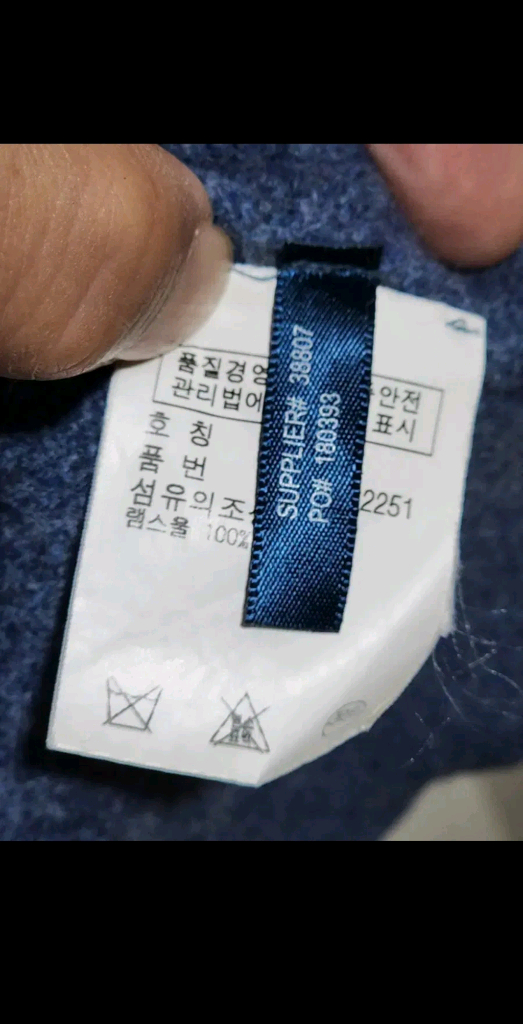 품질경영
관리법에
안전
표시
호 칭
품 번
2251
섬유의조
램스울 100%
SUPPLIER# 38807
PO# 180393